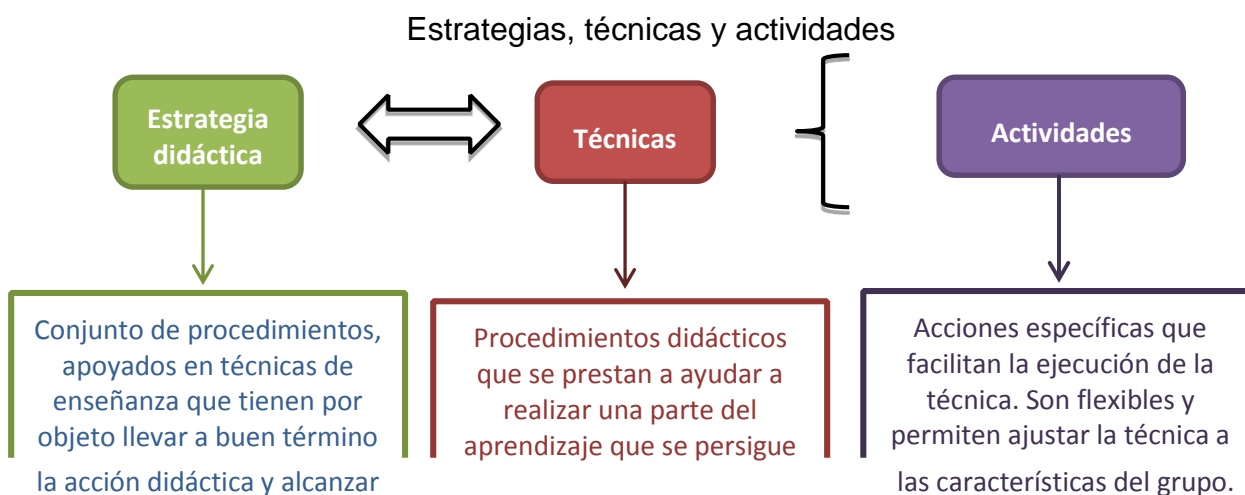 Estrategias, técnicas y actividades
Estrategia
didáctica
Técnicas
Actividades
Conjunto de procedimientos,
apoyados en técnicas de
enseñanza que tienen por
objeto llevar a buen término
la acción didáctica y alcanzar
Procedimientos didácticos
que se prestan a ayudar a
realizar una parte del
aprendizaje que se persigue
Acciones específicas que
facilitan la ejecución de la
técnica. Son flexibles y
permiten ajustar la técnica a
las características del grupo.